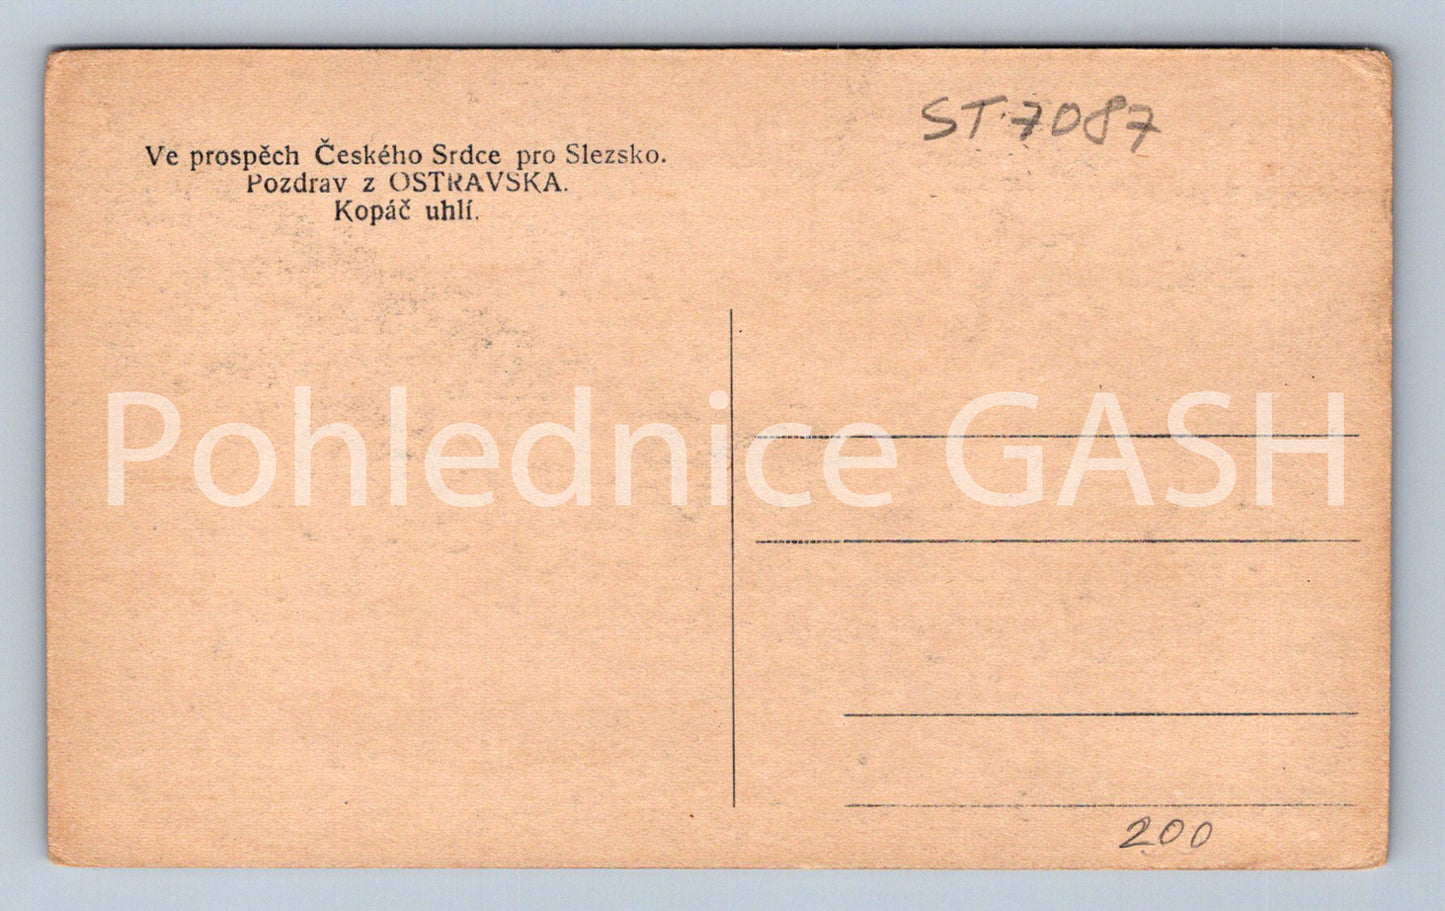 Ve prospěch Českého Srdce pro Slezsko.
Pozdrav z OSTRAVSKA.
Kopáč uhlí.
ST 7087
Pohlednice GASH
200